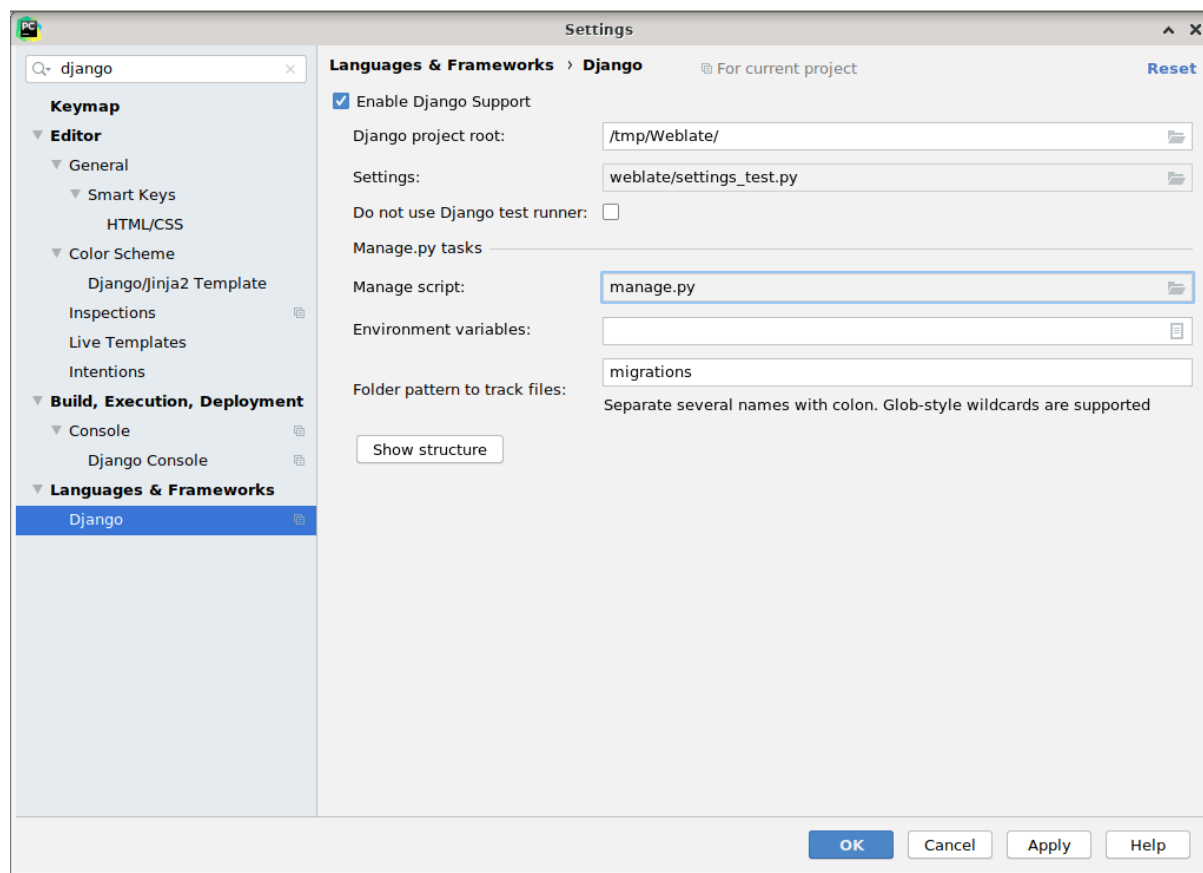 PC
Settings
django
Languages & Frameworks › Django
For current project
Reset
Keymap
Editor
General
Smart Keys
HTML/CSS
Color Scheme
Django/Jinja2 Template
Inspections
Live Templates
Intentions
Build, Execution, Deployment
Console
Django Console
Languages & Frameworks
Django
Enable Django Support
Django project root: /tmp/Weblate/
Settings: weblate/settings_test.py
Do not use Django test runner:
Manage.py tasks
Manage script: manage.py
Environment variables:
Folder pattern to track files: migrations
Separate several names with colon. Glob-style wildcards are supported
Show structure
OK Cancel Apply Help